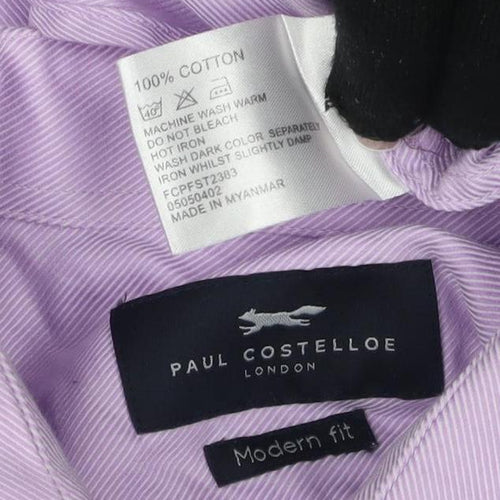 100% COTTON
40°
MACHINE WASH WARM
DO NOT BLEACH
HOT IRON
WASH DARK COLOR SEPARATELY
IRON WHILST SLIGHTLY DAMP
FCPFST2383
05050402
MADE IN MYANMAR
PAUL COSTELLOE
LONDON
Modern fit